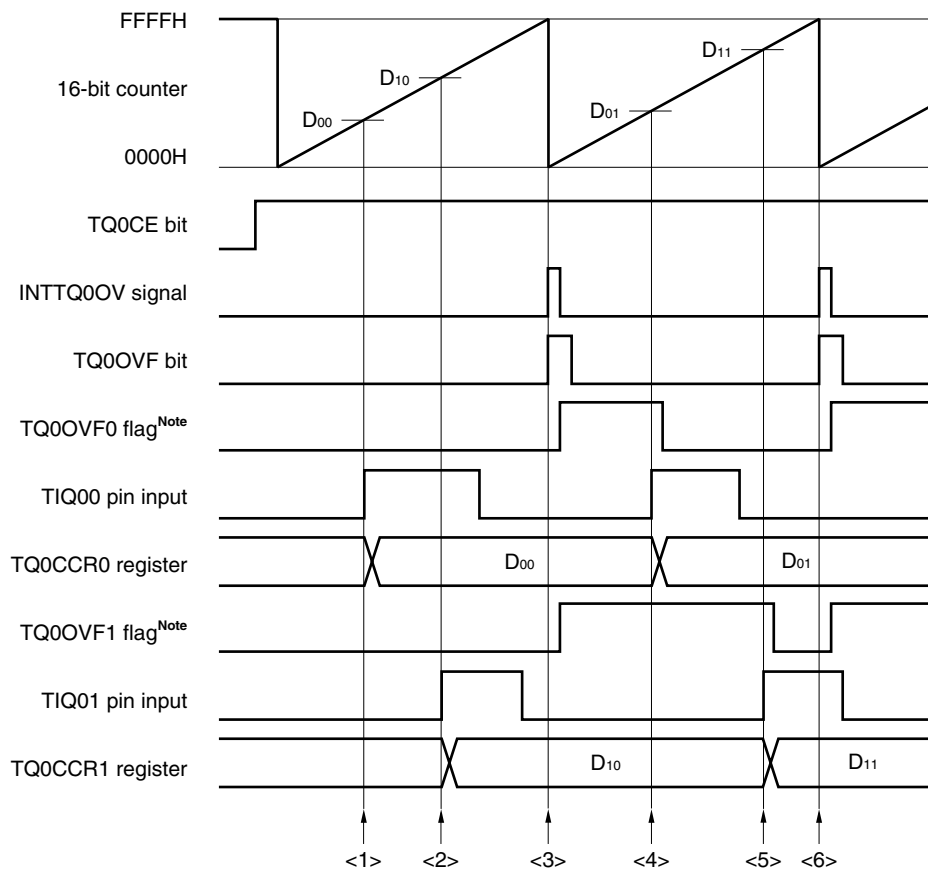 FFFFH
16-bit counter
0000H
D00
D10
D01
D11
TQ0CE bit
INTTQ0OV signal
TQ0OVF bit
TQ0OVF0 flagNote
TIQ00 pin input
TQ0CCR0 register
D00
D01
TQ0OVF1 flagNote
TIQ01 pin input
TQ0CCR1 register
D10
D11
<1>
<2>
<3>
<4>
<5>
<6>